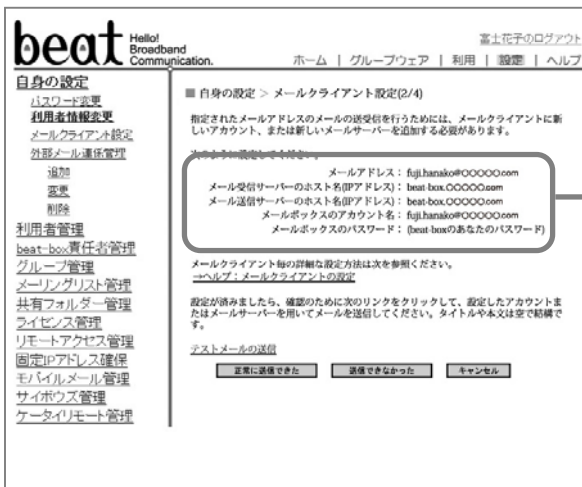 beat
Hello!
Broadband
Communication.
富士花子のログアウト
ホーム | グループウェア | 利用 | 設定 | ヘルプ
自身の設定
パスワード変更
利用者情報変更
メールクライアント設定
外部メール連係管理
追加
変更
削除
利用者管理
beat-box責任者管理
グループ管理
メーリングリスト管理
共有フォルダー管理
ライセンス管理
リモートアクセス管理
固定IPアドレス確保
モバイルメール管理
サイボウズ管理
ケータイリモート管理
■ 自身の設定 > メールクライアント設定(2/4)
指定されたメールアドレスのメールの送受信を行うためには、メールクライアントに新
しいアカウント、または新しいメールサーバーを追加する必要があります。
次のように設定してください。
メールアドレス : fuji.hanako@○○○○○.com
メール受信サーバーのホスト名(IPアドレス) : beat-box.○○○○○.com
メール送信サーバーのホスト名(IPアドレス) : beat-box.○○○○○.com
メールボックスのアカウント名 : fuji.hanako@○○○○○.com
メールボックスのパスワード : (beat-boxのあなたのパスワード)
メールクライアント毎の詳細な設定方法は次を参照ください。
→ヘルプ：メールクライアントの設定
設定が済みましたら、確認のために次のリンクをクリックして、設定したアカウントま
たはメールサーバーを用いてメールを送信してください。タイトルや本文は空で結構で
す。
テストメールの送信
正常に送信できた 送信できなかった キャンセル